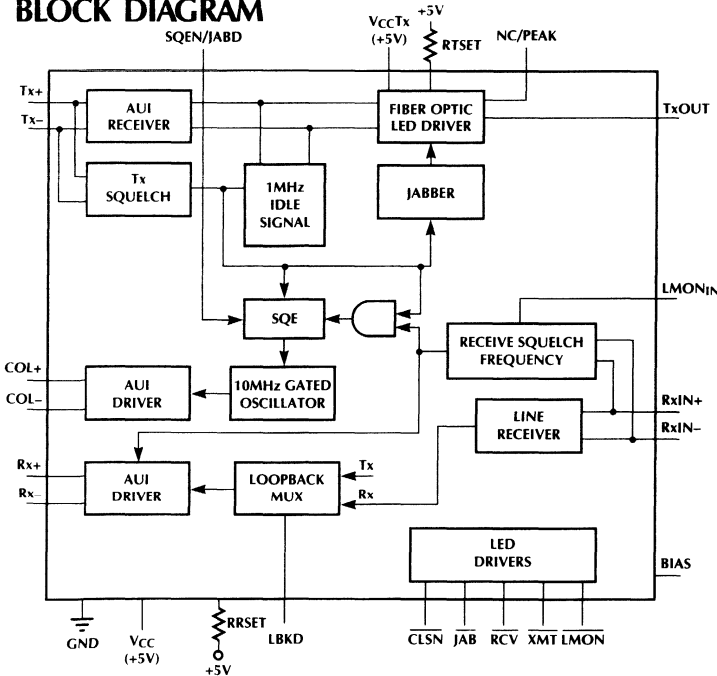 BLOCK DIAGRAM
SQEN/JABD
VCCTx
(+5V)
+5V
RTSET
NC/PEAK
Tx+
Tx–
AUI
RECEIVER
FIBER OPTIC
LED DRIVER
TxOUT
Tx
SQUELCH
1MHz
IDLE
SIGNAL
JABBER
LMONIN
SQE
RECEIVE SQUELCH
FREQUENCY
COL+
COL–
AUI
DRIVER
10MHz GATED
OSCILLATOR
LINE
RECEIVER
RxIN+
RxIN–
Rx+
Rx–
AUI
DRIVER
LOOPBACK
MUX
Tx
Rx
LED
DRIVERS
BIAS
GND
VCC
(+5V)
RRSET
+5V
LBKD
CLSN JAB RCV XMT LMON